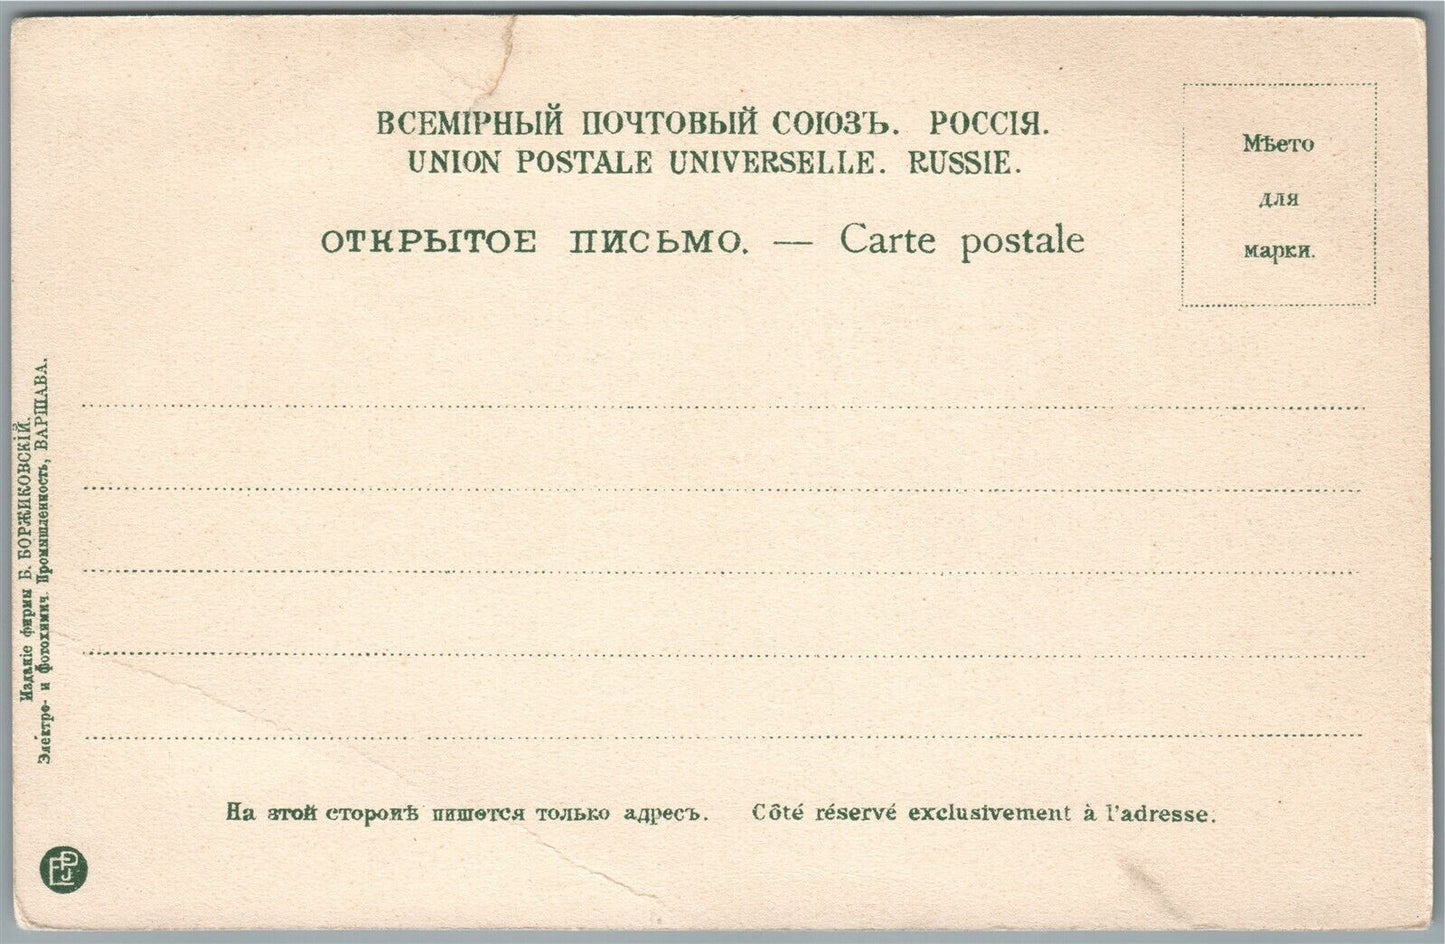 ВСЕМІРНЫЙ ПОЧТОВЫЙ СОЮЗЪ. РОССІЯ.
UNION POSTALE UNIVERSELLE. RUSSIE.
ОТКРЫТОЕ ПИСЬМО. — Carte postale
Мѣсто
для
марки.
Изданіе фирмы Б. БОРЖИКОВСКІЙ.
Электро- и фотохимич. Промышленность, ВАРШАВА.
На этой сторонѣ пишется только адресъ. Côté réservé exclusivement à l'adresse.